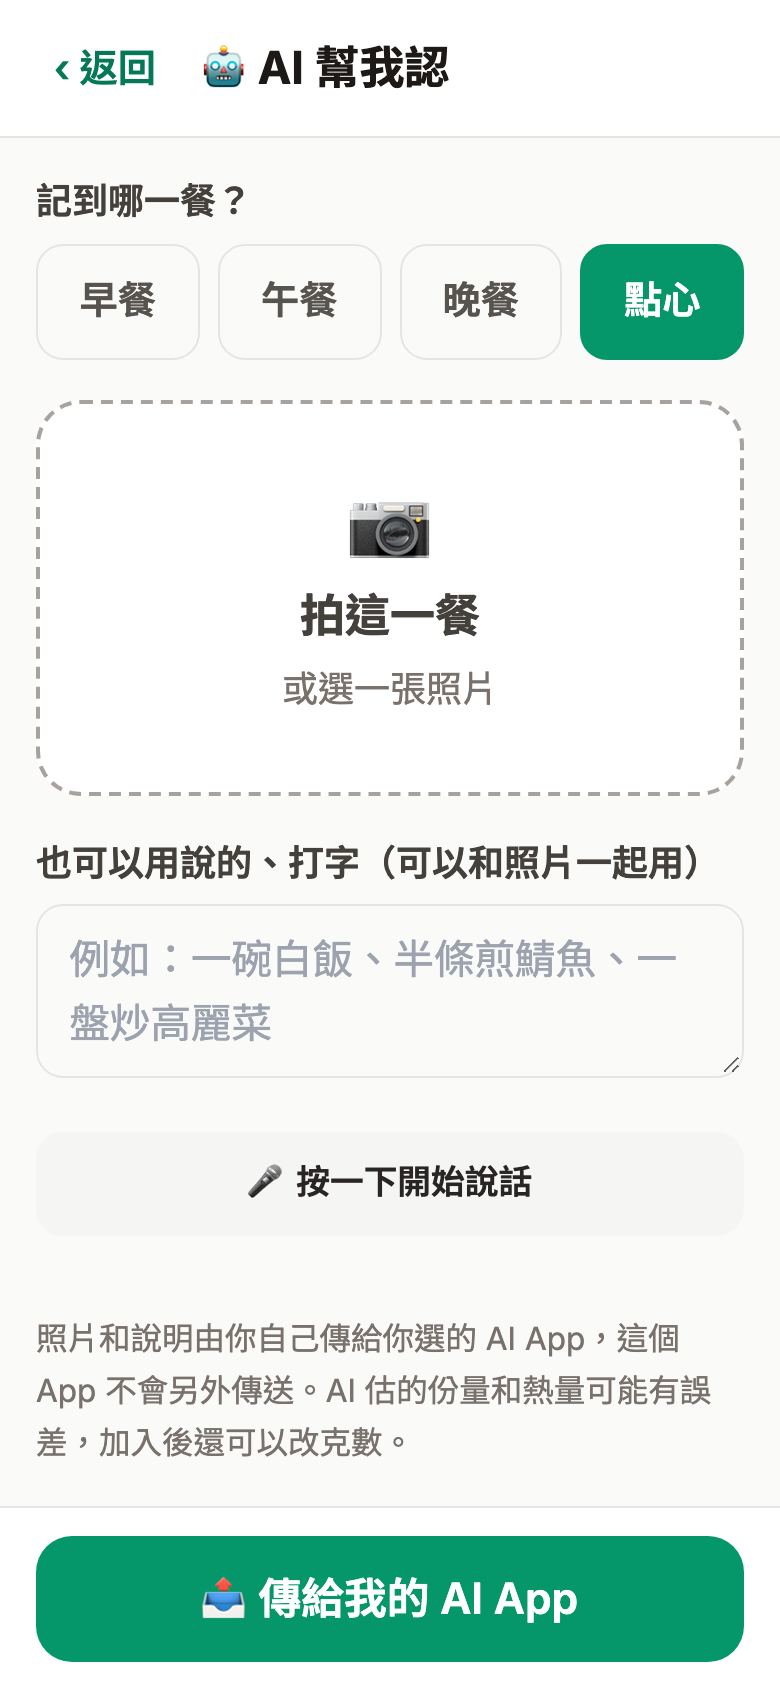 ‹ 返回 🤖 AI 幫我認
記到哪一餐？
早餐 午餐 晚餐 點心
拍這一餐
或選一張照片
也可以用說的、打字（可以和照片一起用）
例如：一碗白飯、半條煎鯖魚、一
盤炒高麗菜
🎤 按一下開始說話
照片和說明由你自己傳給你選的 AI App，這個
App 不會另外傳送。AI 估的份量和熱量可能有誤
差，加入後還可以改克數。
📤 傳給我的 AI App